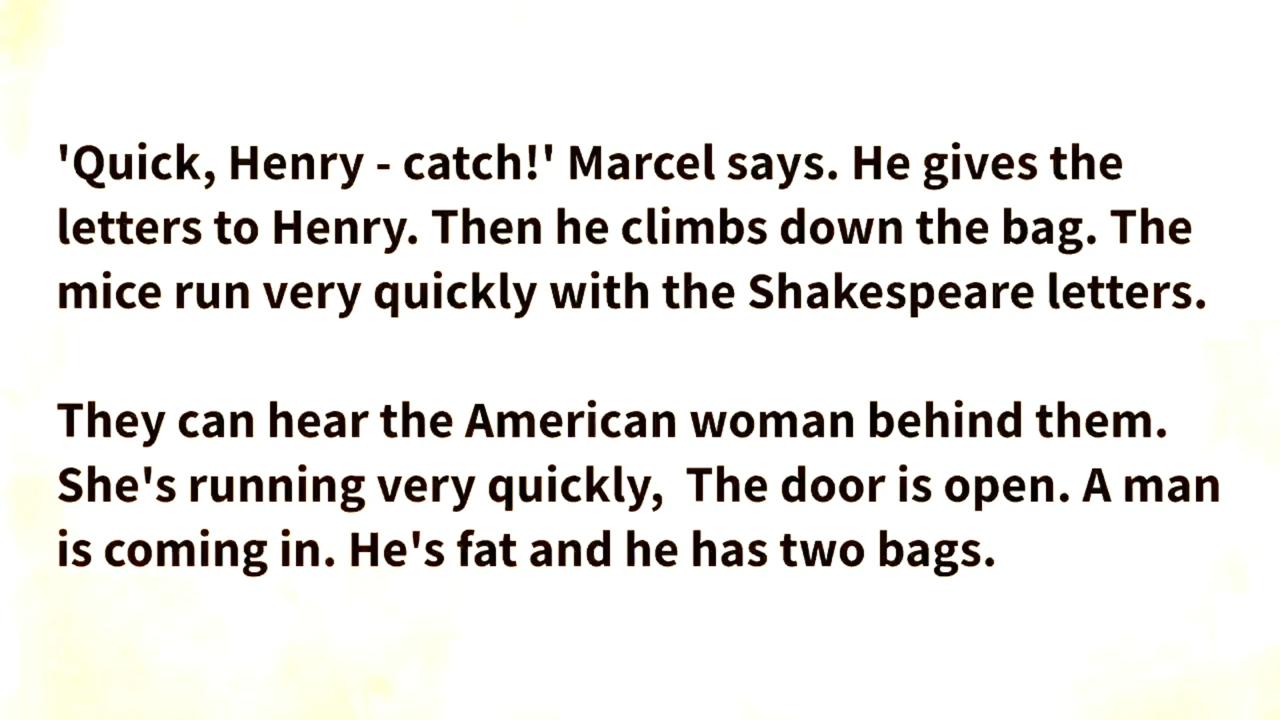 'Quick, Henry - catch!' Marcel says. He gives the
letters to Henry. Then he climbs down the bag. The
mice run very quickly with the Shakespeare letters.
They can hear the American woman behind them.
She's running very quickly,  The door is open. A man
is coming in. He's fat and he has two bags.